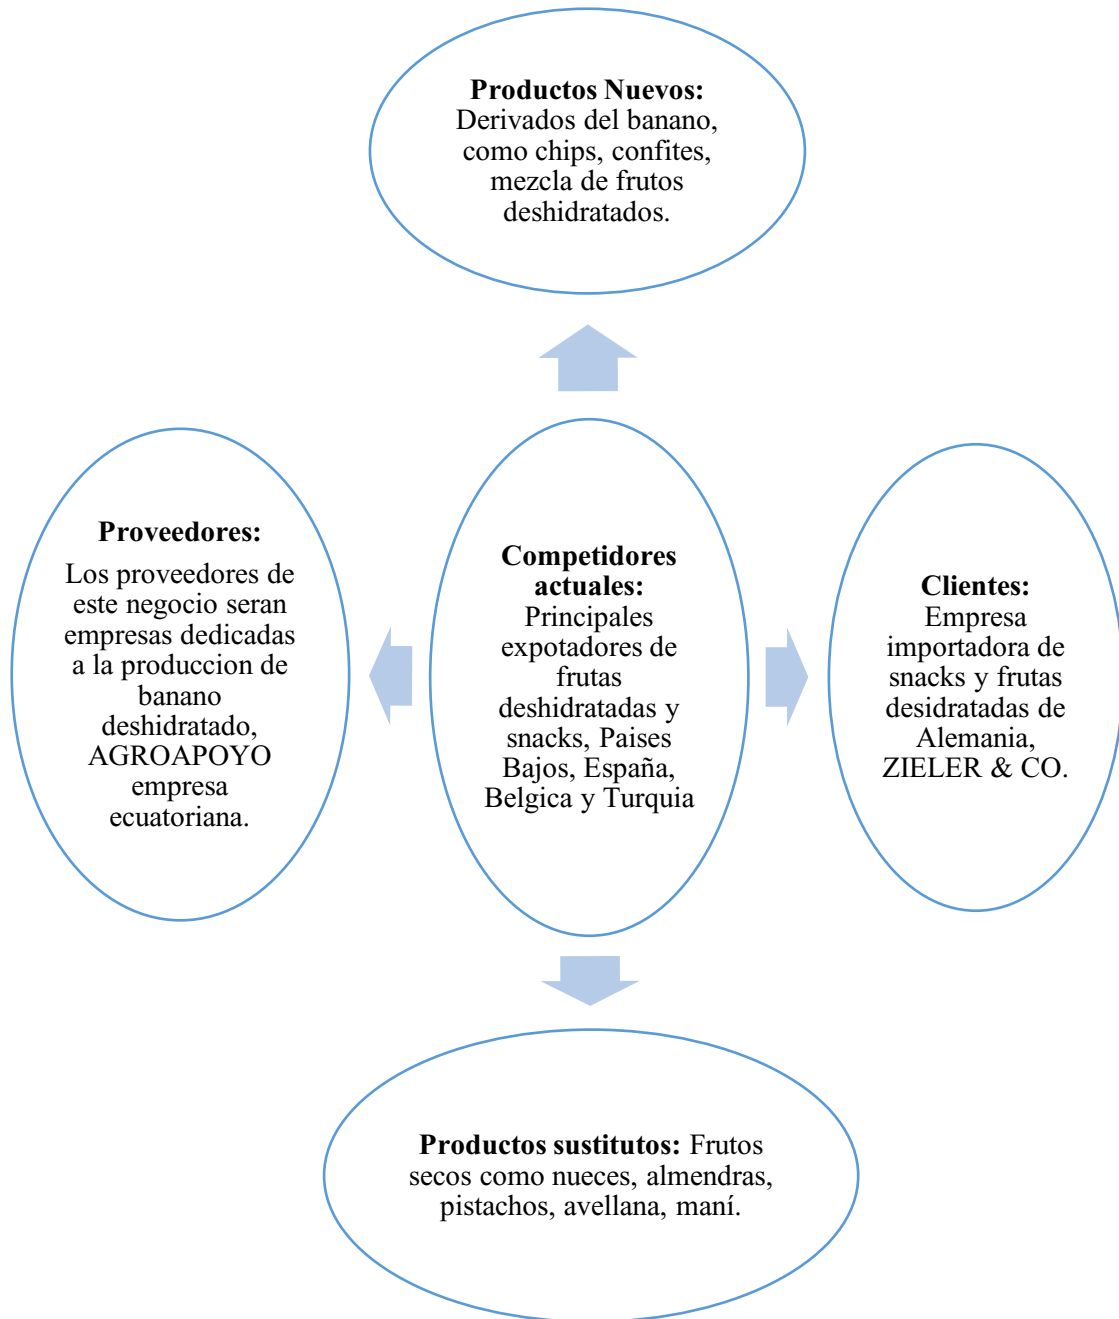 Productos Nuevos:
Derivados del banano,
como chips, confites,
mezcla de frutos
deshidratados.
Proveedores:
Los proveedores de
este negocio seran
empresas dedicadas
a la produccion de
banano
deshidratado,
AGROAPOYO
empresa
ecuatoriana.
Competidores
actuales:
Principales
expotadores de
frutas
deshidratadas y
snacks, Paises
Bajos, España,
Belgica y Turquia
Clientes:
Empresa
importadora de
snacks y frutas
desidratadas de
Alemania,
ZIELER & CO.
Productos sustitutos: Frutos
secos como nueces, almendras,
pistachos, avellana, maní.